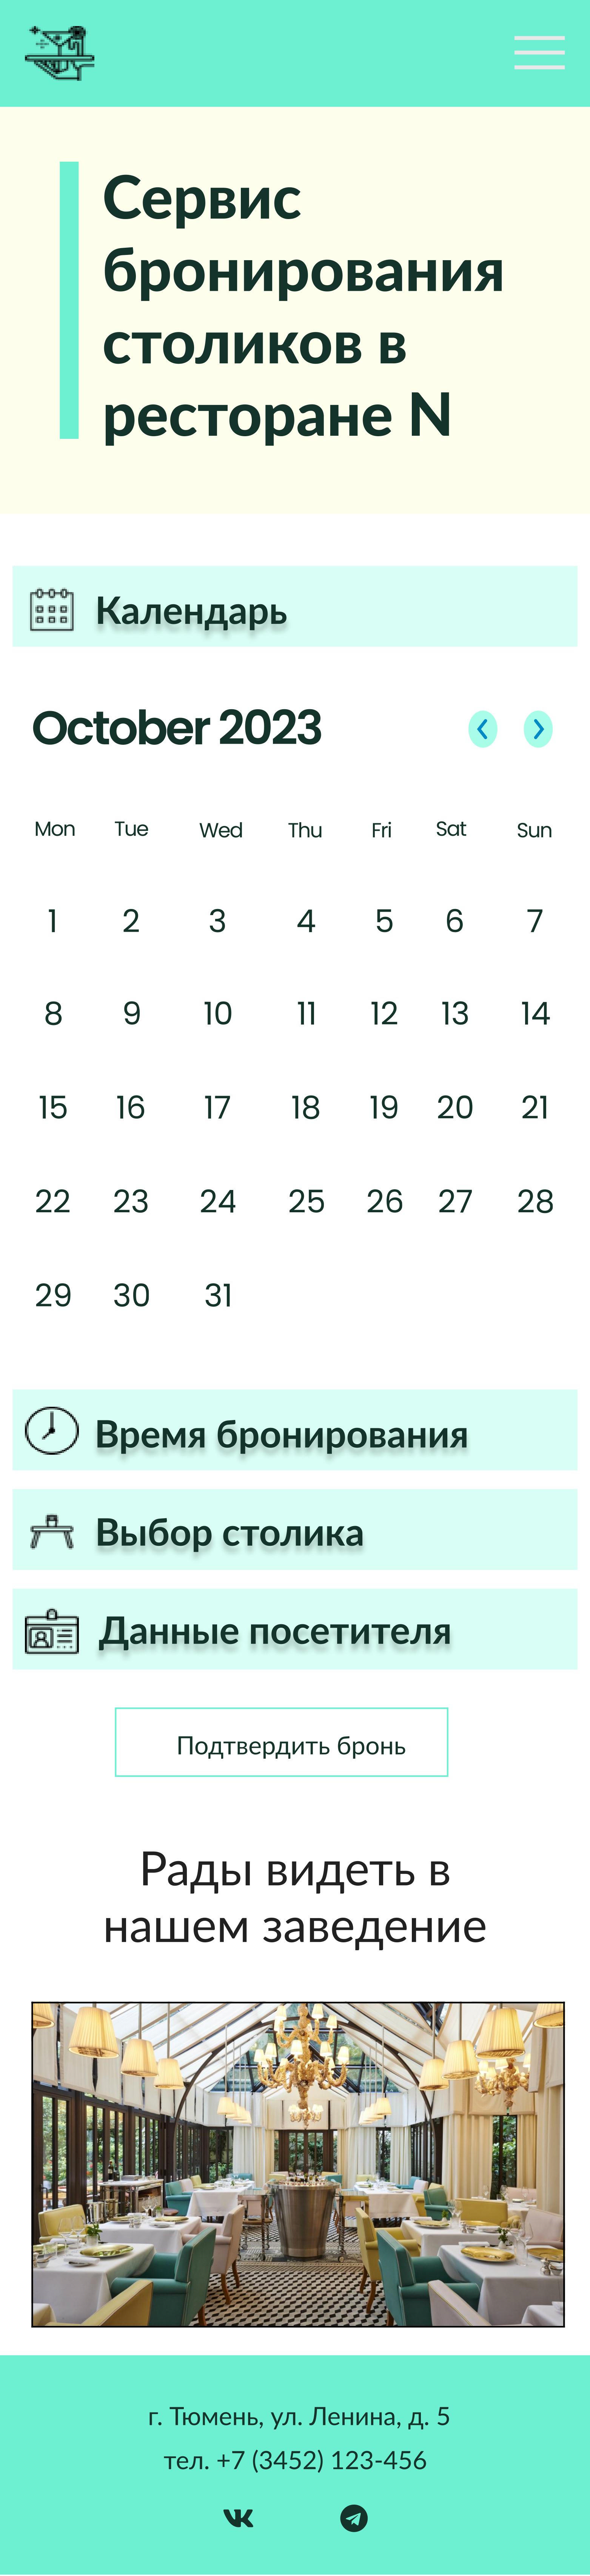 Сервис
бронирования
столиков в
ресторане N
Календарь
October 2023
Mon Tue Wed Thu Fri Sat Sun
1 2 3 4 5 6 7
8 9 10 11 12 13 14
15 16 17 18 19 20 21
22 23 24 25 26 27 28
29 30 31
Время бронирования
Выбор столика
Данные посетителя
Подтвердить бронь
Рады видеть в
нашем заведение
г. Тюмень, ул. Ленина, д. 5
тел. +7 (3452) 123-456